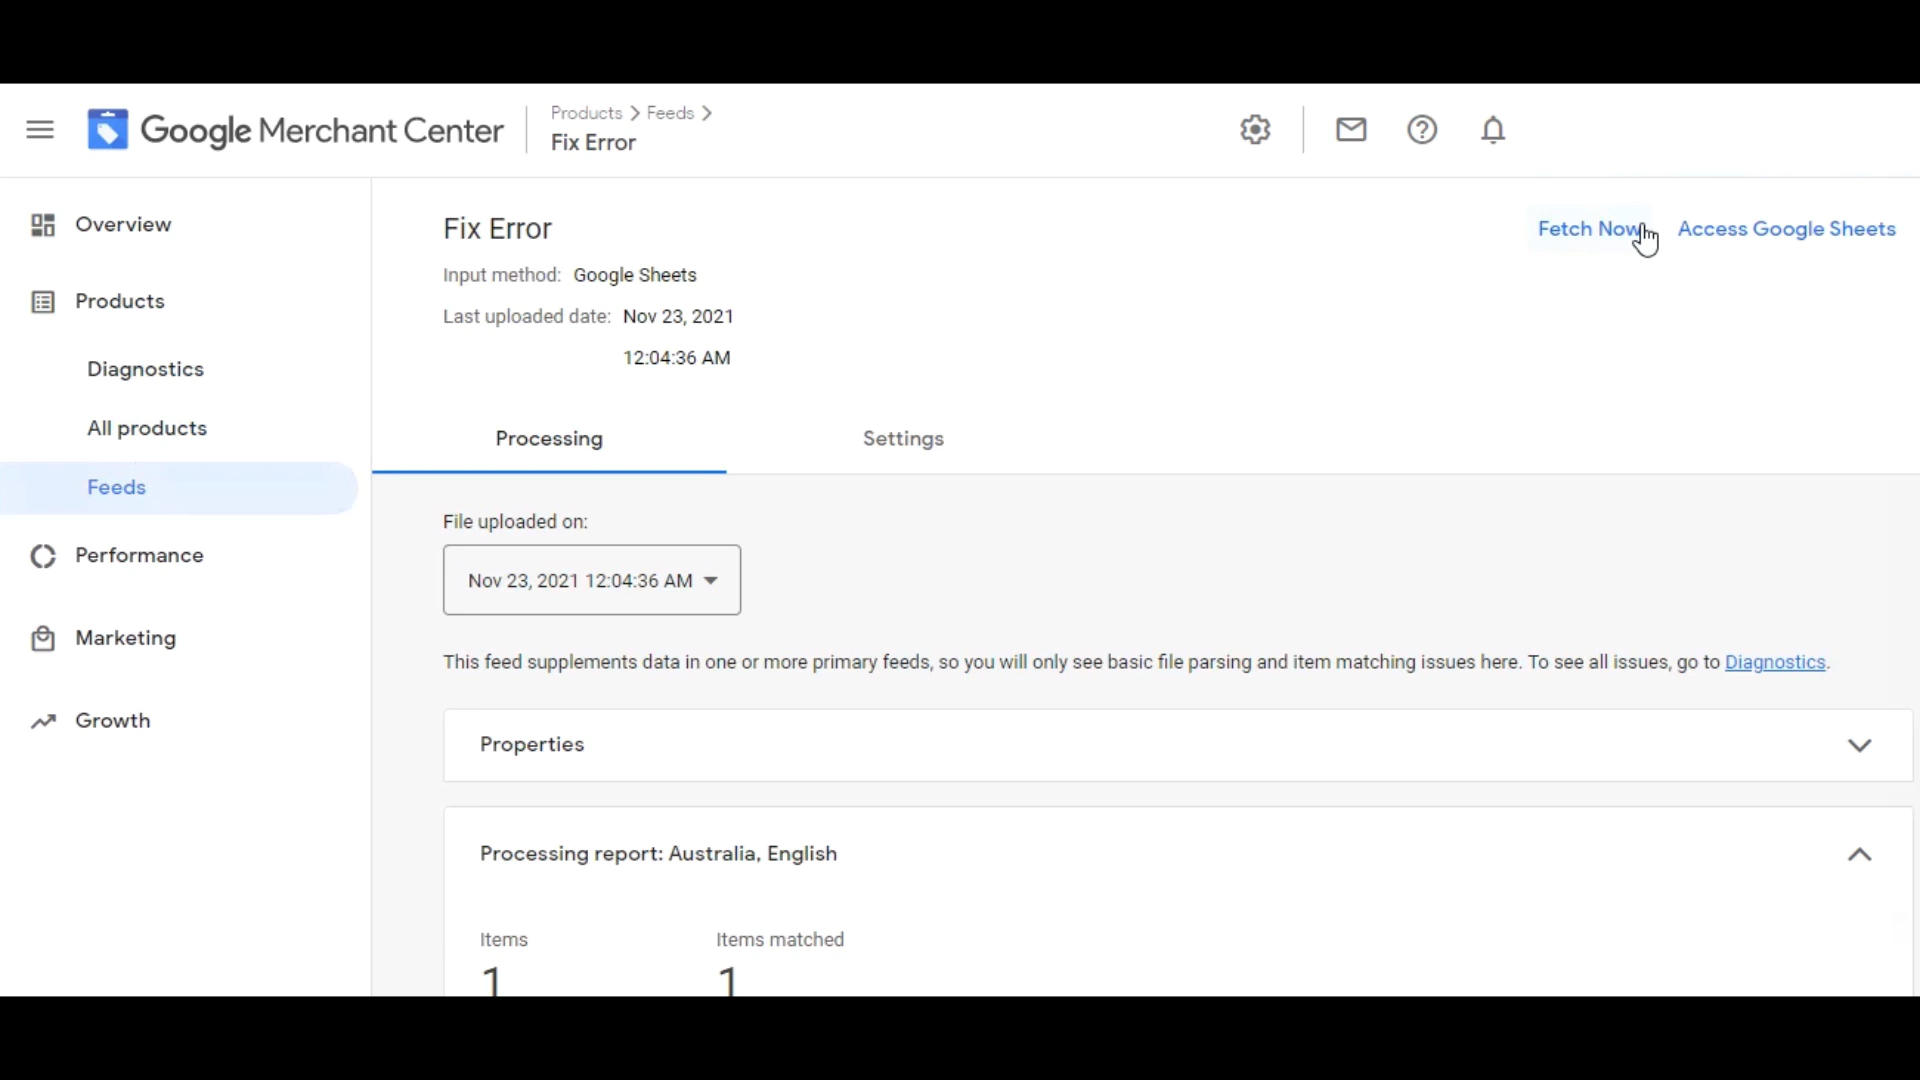 Google Merchant Center
Products > Feeds >
Fix Error
Overview
Products
Diagnostics
All products
Feeds
Performance
Marketing
Growth
Fix Error
Fetch Now
Access Google Sheets
Input method: Google Sheets
Last uploaded date: Nov 23, 2021
12:04:36 AM
Processing
Settings
File uploaded on:
Nov 23, 2021 12:04:36 AM
This feed supplements data in one or more primary feeds, so you will only see basic file parsing and item matching issues here. To see all issues, go to Diagnostics.
Properties
Processing report: Australia, English
Items
Items matched
1
1